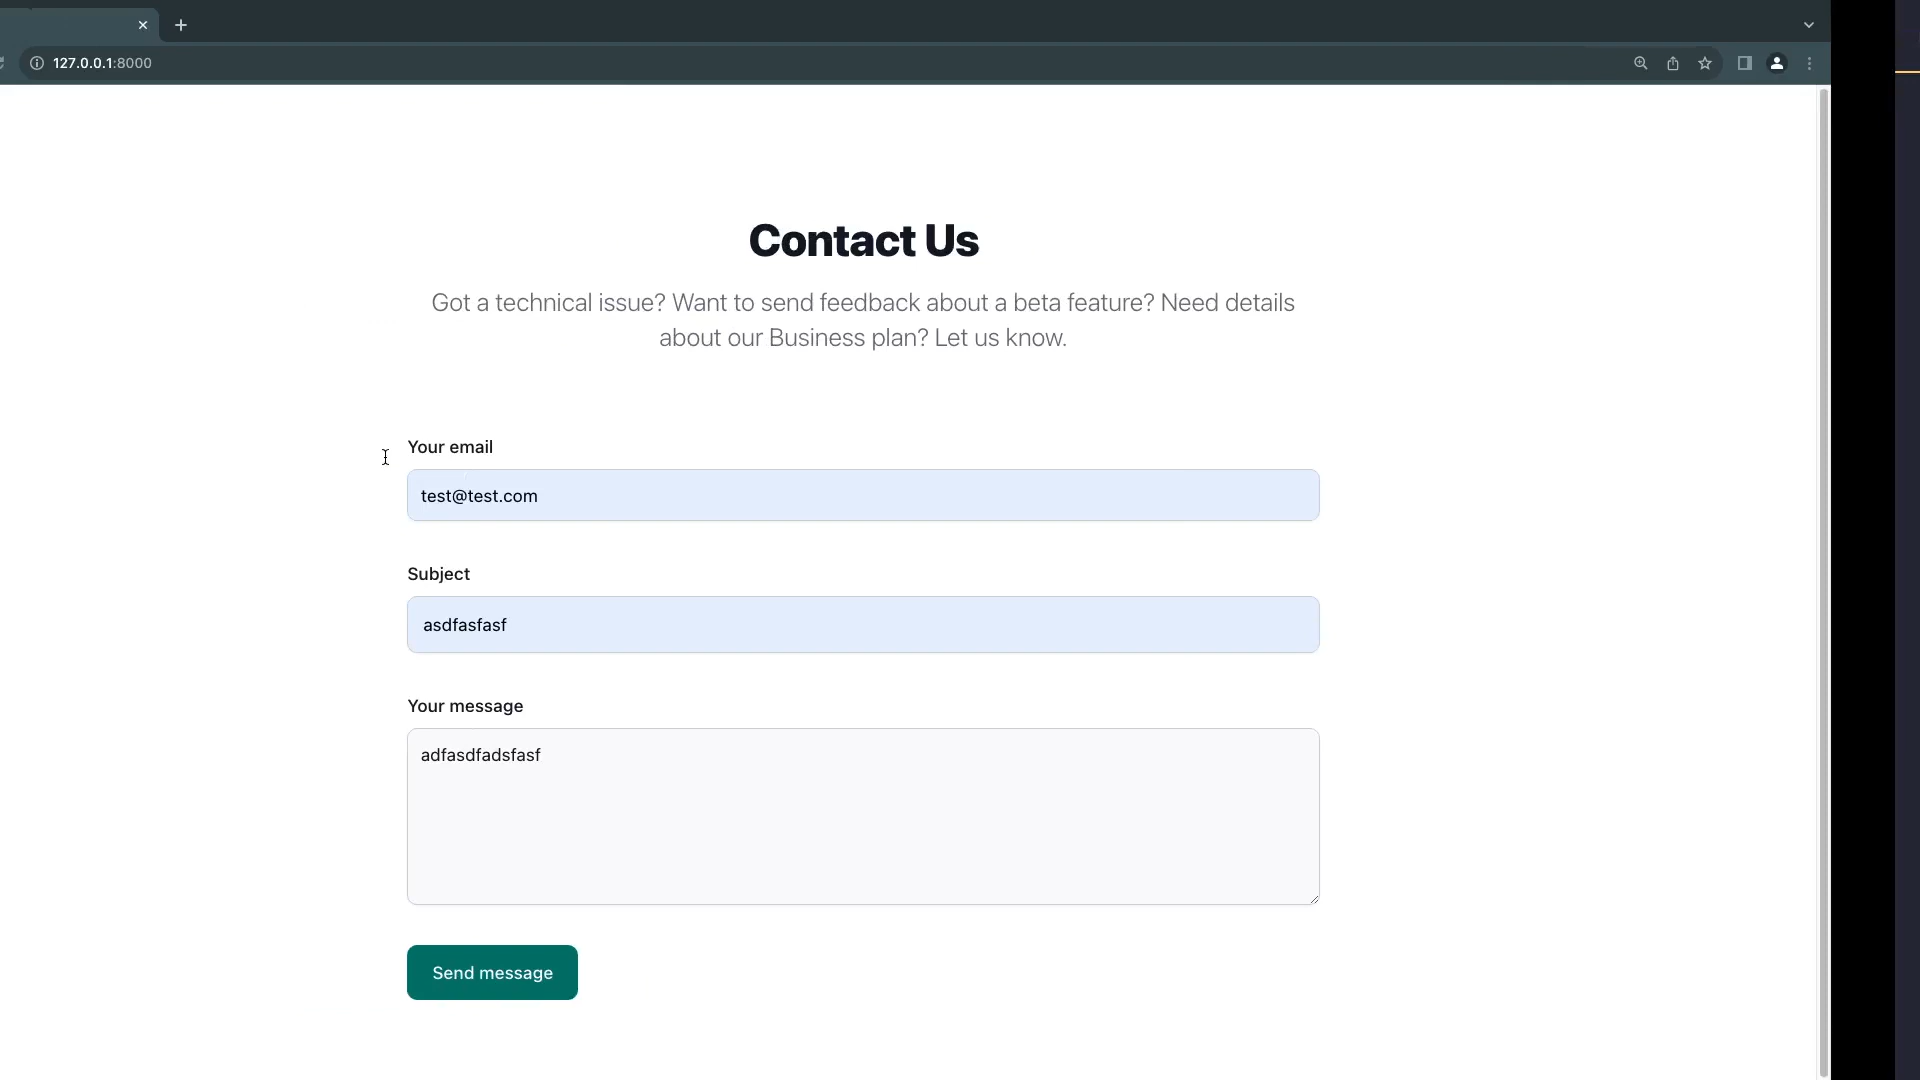 127.0.0.1:8000
Contact Us
Got a technical issue? Want to send feedback about a beta feature? Need details
about our Business plan? Let us know.
Your email
test@test.com
Subject
asdfasfasf
Your message
adfasdfadsfasf
Send message